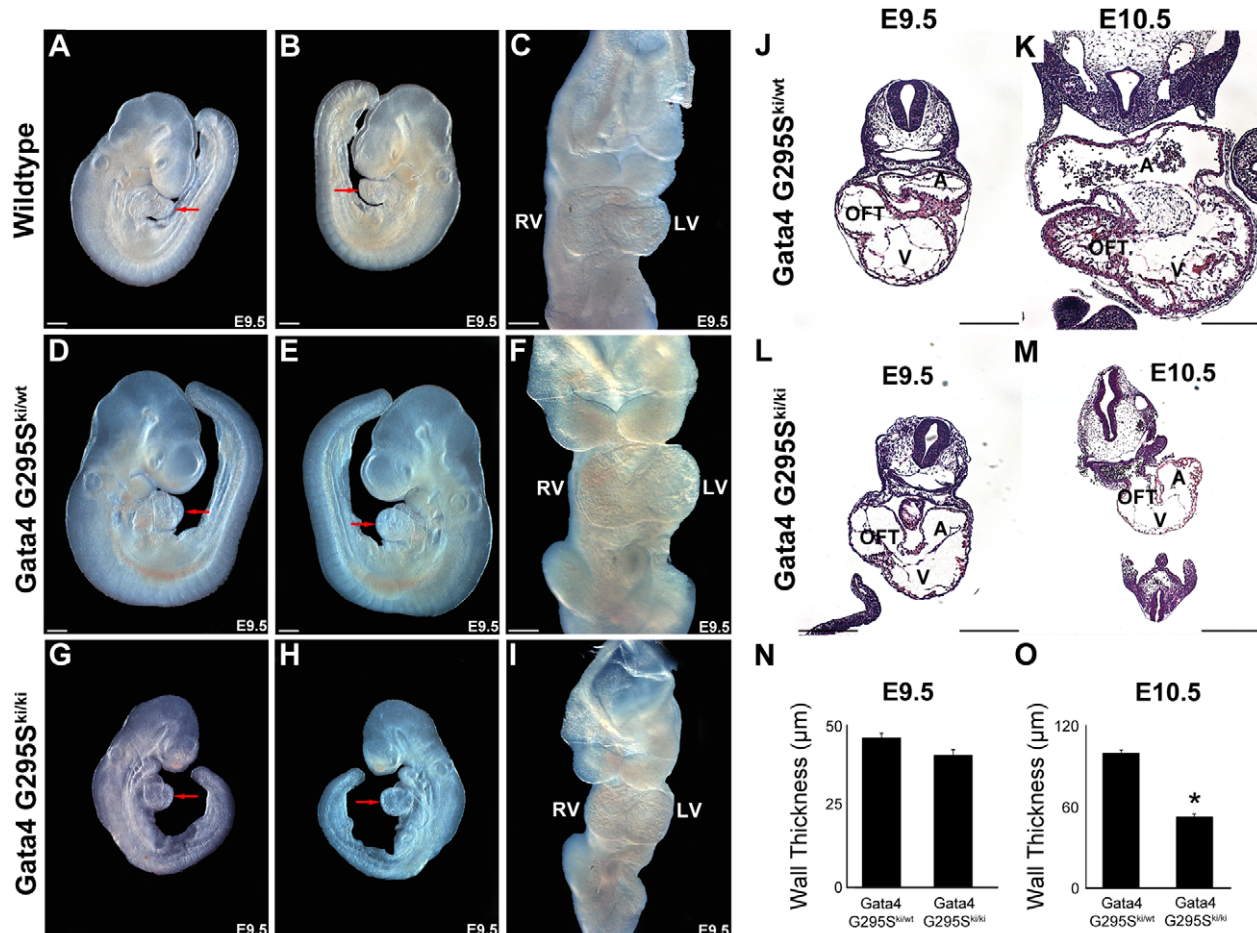 Wildtype
A
E9.5
B
E9.5
C
RV
LV
E9.5
Gata4 G295Ski/wt
D
E9.5
E
E9.5
F
RV
LV
E9.5
Gata4 G295Ski/ki
G
E9.5
H
E9.5
I
RV
LV
E9.5
E9.5
E10.5
Gata4 G295Ski/wt
J
A
OFT
V
K
A
OFT
V
Gata4 G295Ski/ki
L
E9.5
OFT
A
V
M
E10.5
OFT
A
V
N
E9.5
Wall Thickness (µm)
50
25
0
Gata4
G295Ski/wt
Gata4
G295Ski/ki
O
E10.5
Wall Thickness (µm)
120
60
0
*
Gata4
G295Ski/wt
Gata4
G295Ski/ki